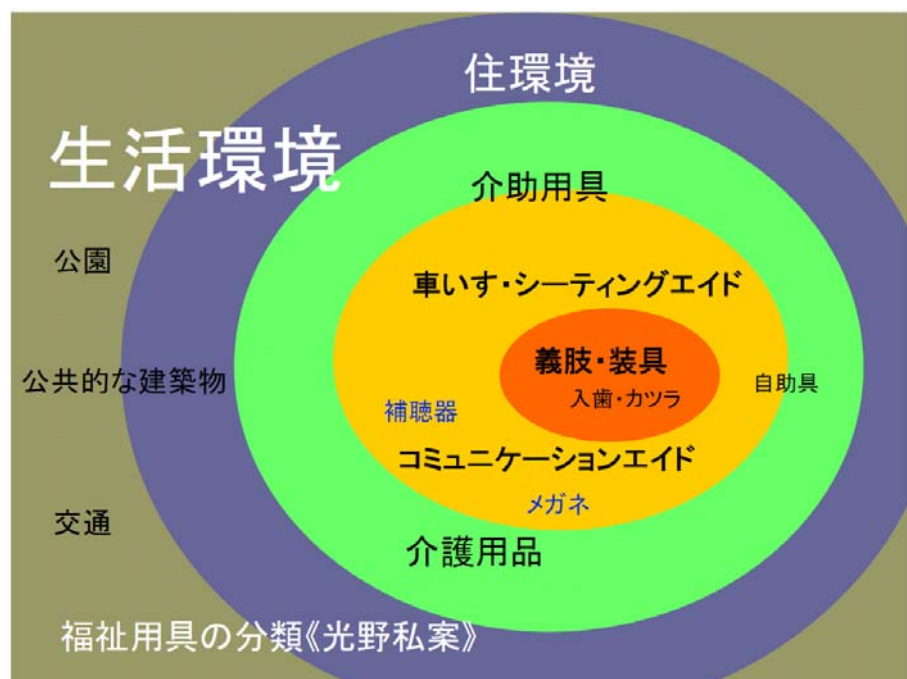 住環境
生活環境
介助用具
公園
車いす・シーティングエイド
義肢・装具
公共的な建築物
自助具
入歯・カツラ
補聴器
コミュニケーションエイド
メガネ
交通
介護用品
福祉用具の分類《光野私案》